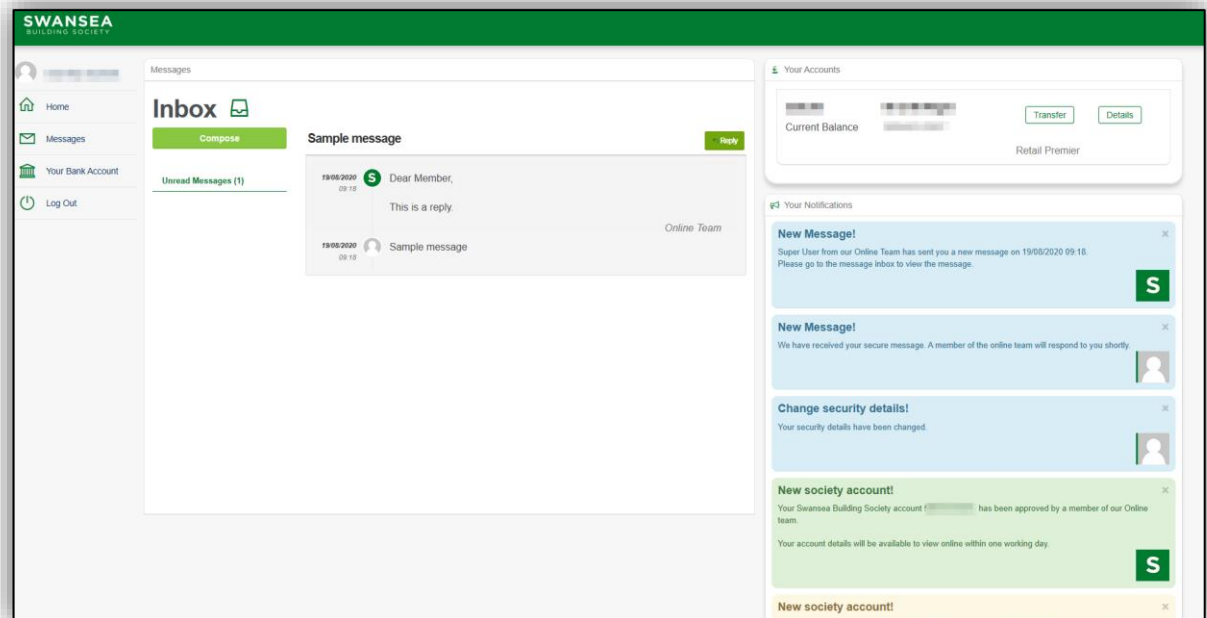 SWANSEA
BUILDING SOCIETY
Home
Messages
Your Bank Account
Log Out
Messages
Inbox
Compose
Unread Messages (1)
Sample message
Reply
19/08/2020
09:18
S
Dear Member,
This is a reply.
Online Team
19/08/2020
09:18
Sample message
£ Your Accounts
Current Balance
Transfer
Details
Retail Premier
Your Notifications
New Message!
×
Super User from our Online Team has sent you a new message on 19/08/2020 09:18.
Please go to the message inbox to view the message.
S
New Message!
×
We have received your secure message. A member of the online team will respond to you shortly.
Change security details!
×
Your security details have been changed.
New society account!
×
Your Swansea Building Society account has been approved by a member of our Online
team.
Your account details will be available to view online within one working day.
S
New society account!
×